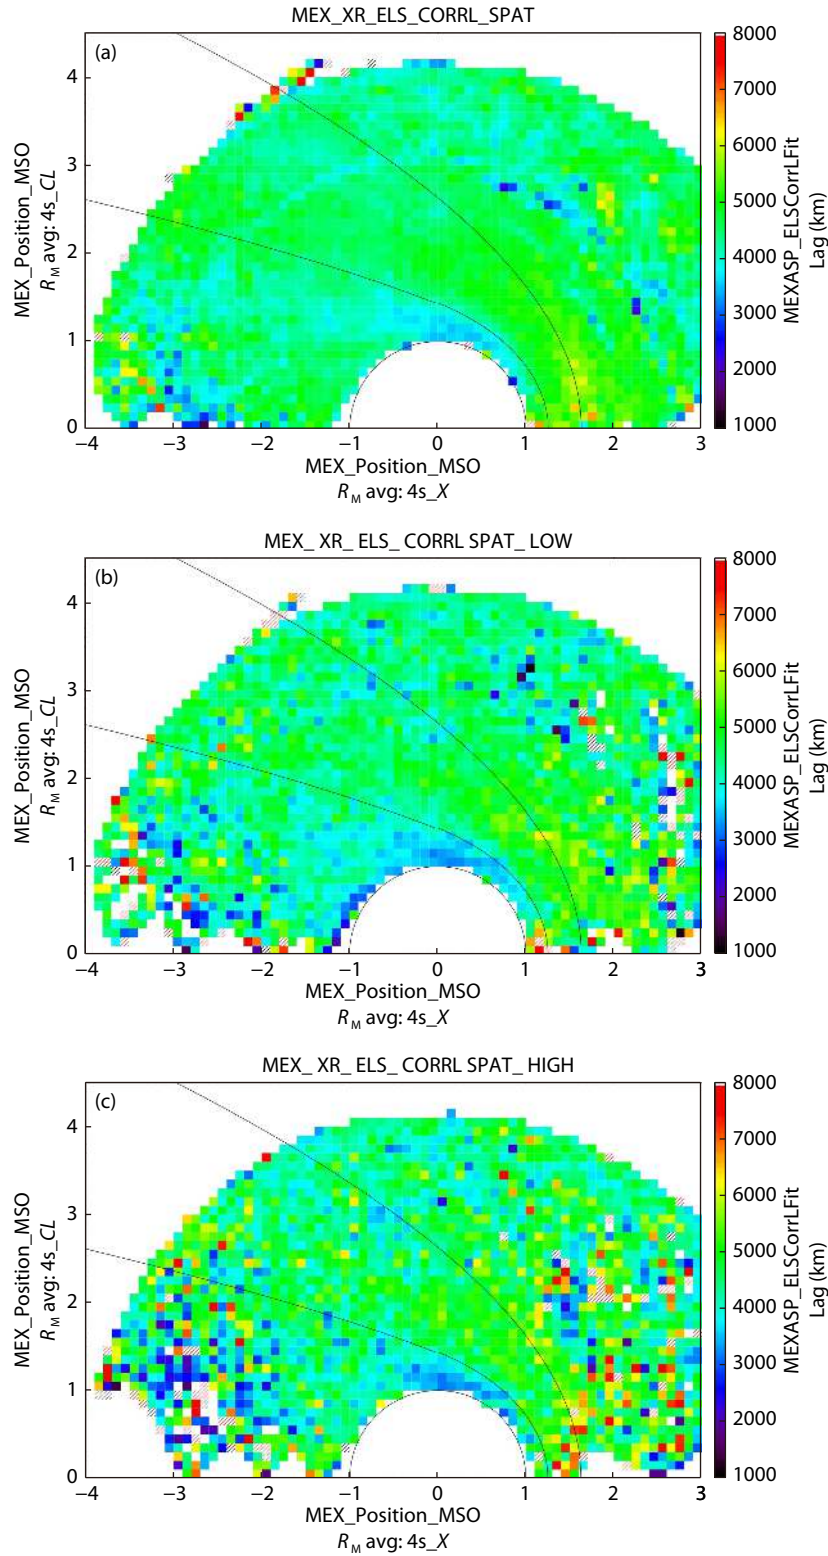 MEX_XR_ELS_CORRL_SPAT
(a)
4
3
2
1
0
MEX_Position_MSO
R_M avg: 4s_CL
−4 −3 −2 −1 0 1 2 3
MEX_Position_MSO
R_M avg: 4s_X
8000
7000
6000
5000
4000
3000
2000
1000
MEXASP_ELSCorrLFit
Lag (km)
MEX_ XR_ ELS_ CORRL SPAT_ LOW
(b)
4
3
2
1
0
MEX_Position_MSO
R_M avg: 4s_CL
−4 −3 −2 −1 0 1 2 3
MEX_Position_MSO
R_M avg: 4s_X
8000
7000
6000
5000
4000
3000
2000
1000
MEXASP_ELSCorrLFit
Lag (km)
MEX_ XR_ ELS_ CORRL SPAT_ HIGH
(c)
4
3
2
1
0
MEX_Position_MSO
R_M avg: 4s_CL
−4 −3 −2 −1 0 1 2 3
MEX_Position_MSO
R_M avg: 4s_X
8000
7000
6000
5000
4000
3000
2000
1000
MEXASP_ELSCorrLFit
Lag (km)